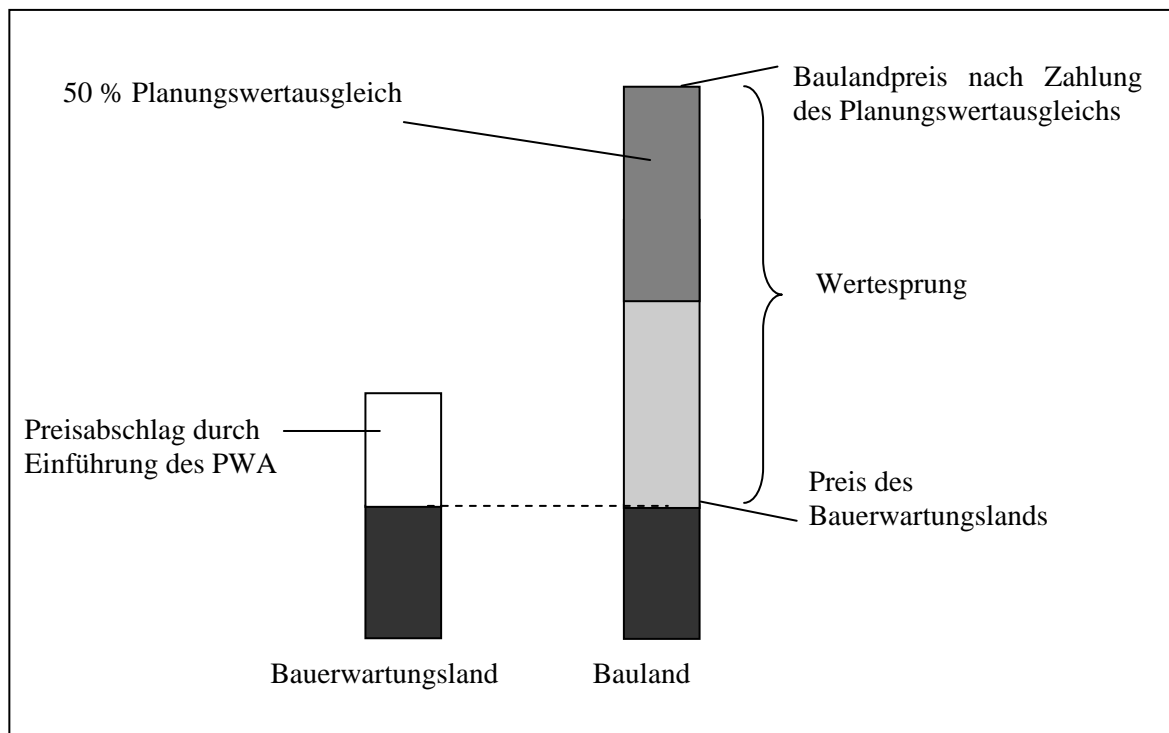 50 % Planungswertausgleich
Baulandpreis nach Zahlung
des Planungswertausgleichs
Wertesprung
Preisabschlag durch
Einführung des PWA
Preis des
Bauerwartungslands
Bauerwartungsland
Bauland